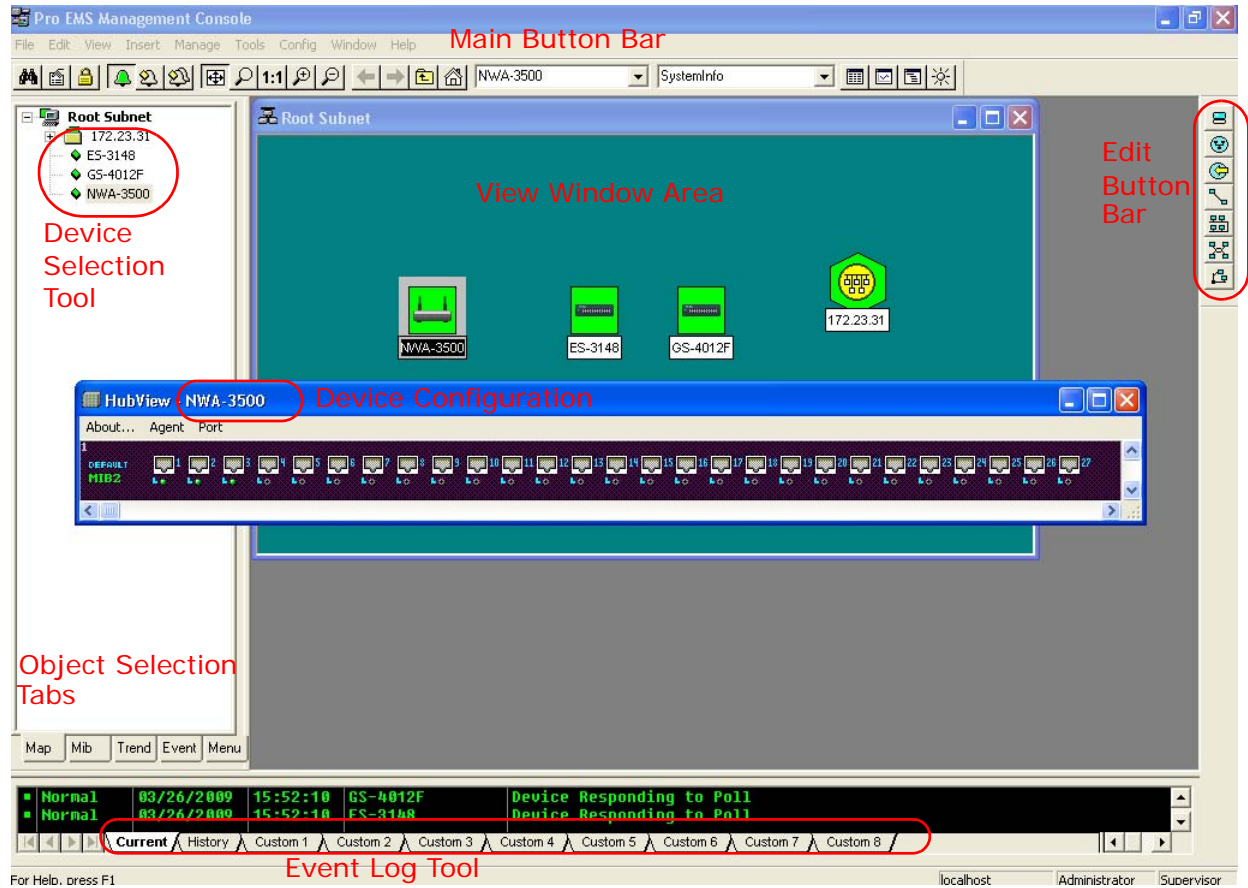 Pro EMS Management Console
File Edit View Insert Manage Tools Config Window Help
Main Button Bar
1:1
NWA-3500
SystemInfo
Root Subnet
172.23.31
ES-3148
GS-4012F
NWA-3500
Device
Selection
Tool
Root Subnet
View Window Area
Edit
Button
Bar
NWA-3500
ES-3148
GS-4012F
172.23.31
HubView - NWA-3500
Device Configuration
About... Agent Port
1
DEFAULT
MIB2
1 2 3 4 5 6 7 8 9 10 11 12 13 14 15 16 17 18 19 20 21 22 23 24 25 26 27
Object Selection
Tabs
Map Mib Trend Event Menu
Normal 03/26/2009 15:52:10 GS-4012F Device Responding to Poll
Normal 03/26/2009 15:52:10 ES-3148 Device Responding to Poll
Current History Custom 1 Custom 2 Custom 3 Custom 4 Custom 5 Custom 6 Custom 7 Custom 8
Event Log Tool
For Help, press F1
localhost Administrator Supervisor